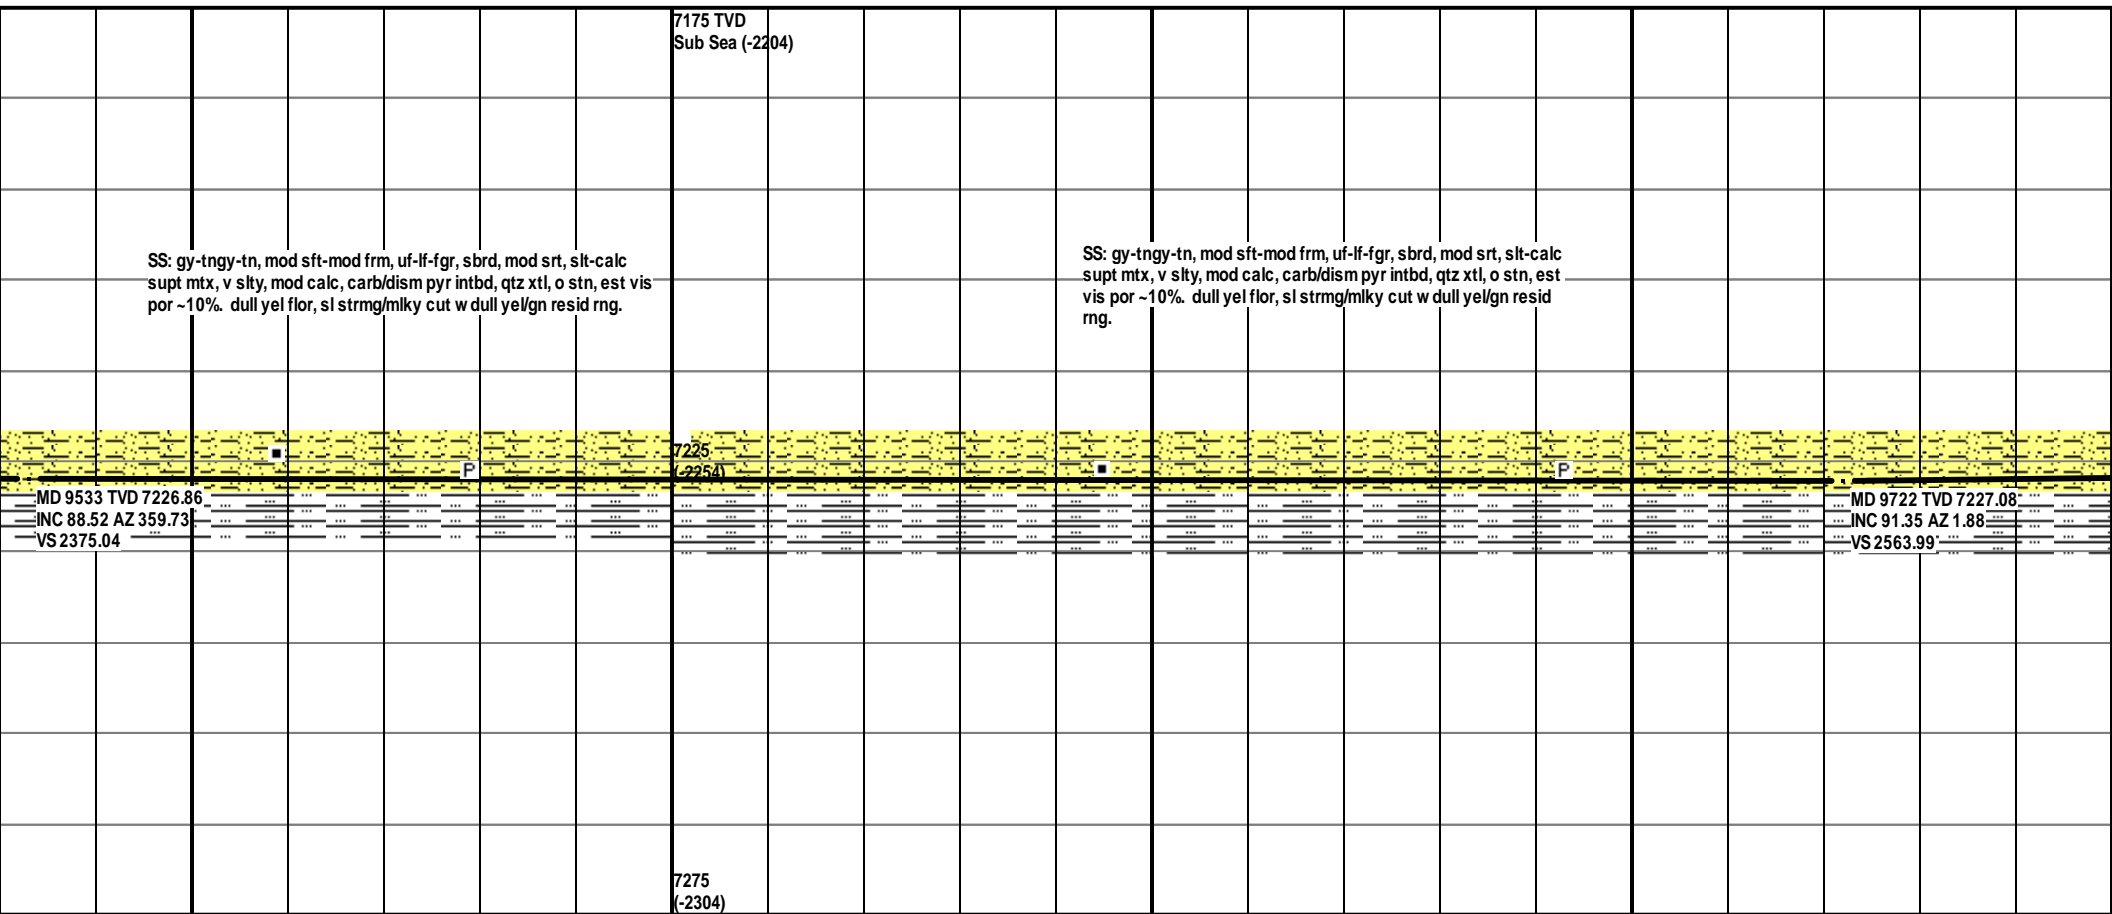 7175 TVD
Sub Sea (-2204)
SS: gy-tngy-tn, mod sft-mod frm, uf-lf-fgr, sbrd, mod srt, slt-calc
supt mtx, v slty, mod calc, carb/dism pyr intbd, qtz xtl, o stn, est vis
por ~10%. dull yel flor, sl strmg/mlky cut w dull yel/gn resid rng.
SS: gy-tngy-tn, mod sft-mod frm, uf-lf-fgr, sbrd, mod srt, slt-calc
supt mtx, v slty, mod calc, carb/dism pyr intbd, qtz xtl, o stn, est
vis por ~10%. dull yel flor, sl strmg/mlky cut w dull yel/gn resid
rng.
7225
(-2254)
P
P
MD 9533 TVD 7226.86
INC 88.52 AZ 359.73
VS 2375.04
MD 9722 TVD 7227.08
INC 91.35 AZ 1.88
VS 2563.99
7275
(-2304)